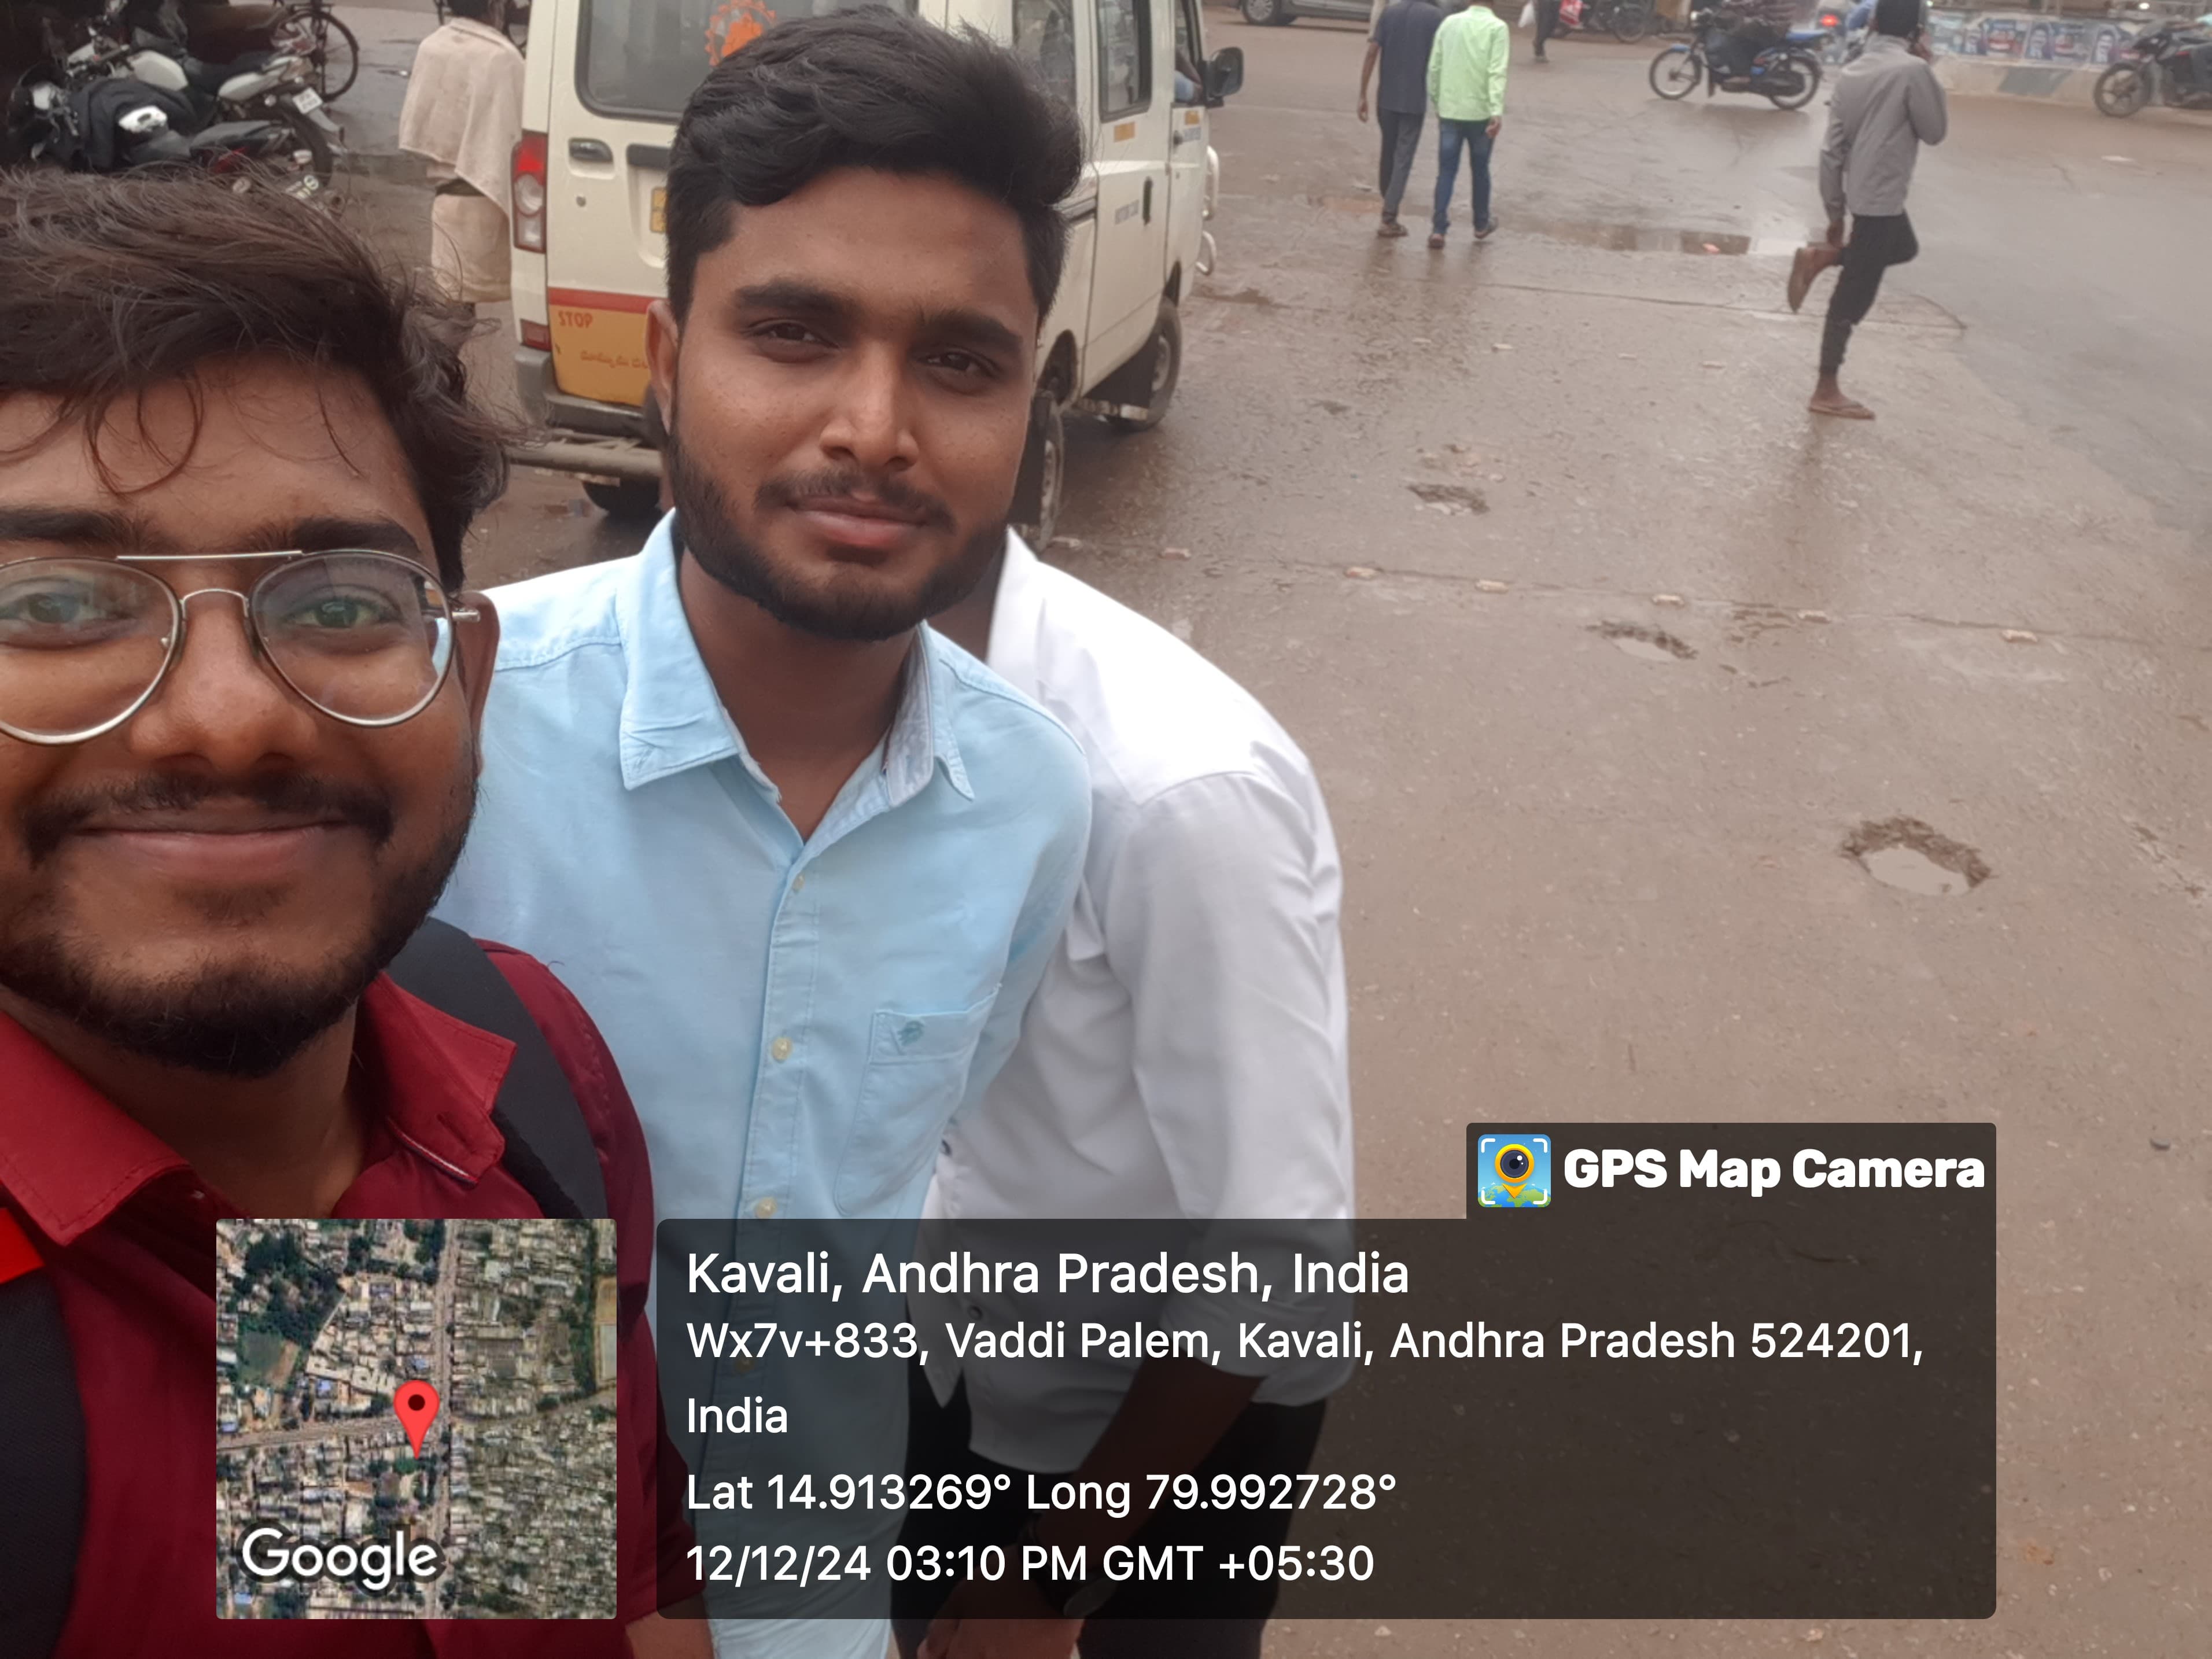 STOP
GPS Map Camera
Kavali, Andhra Pradesh, India
Wx7v+833, Vaddi Palem, Kavali, Andhra Pradesh 524201,
India
Lat 14.913269° Long 79.992728°
12/12/24 03:10 PM GMT +05:30
Google